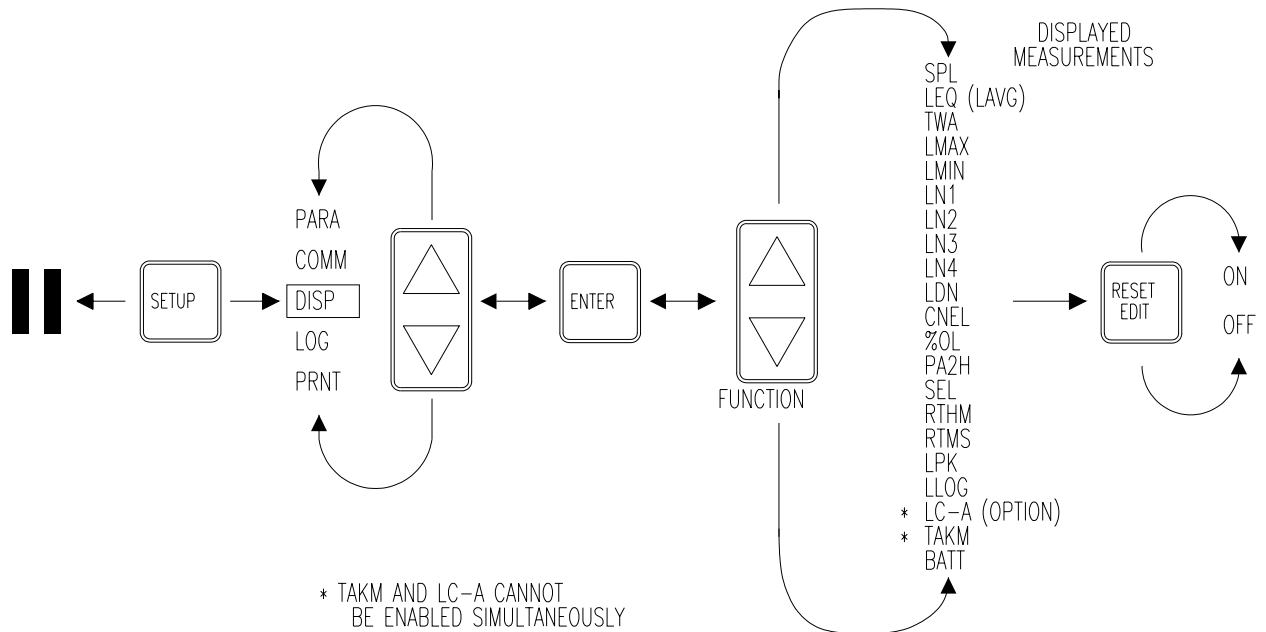 DISPLAYED
MEASUREMENTS
SETUP
PARA
COMM
DISP
LOG
PRNT
ENTER
FUNCTION
SPL
LEQ (LAVG)
TWA
LMAX
LMIN
LN1
LN2
LN3
LN4
LDN
CNEL
%OL
PA2H
SEL
RTHM
RTMS
LPK
LLOG
* LC-A (OPTION)
* TAKM
BATT
RESET
EDIT
ON
OFF
* TAKM AND LC-A CANNOT
BE ENABLED SIMULTANEOUSLY